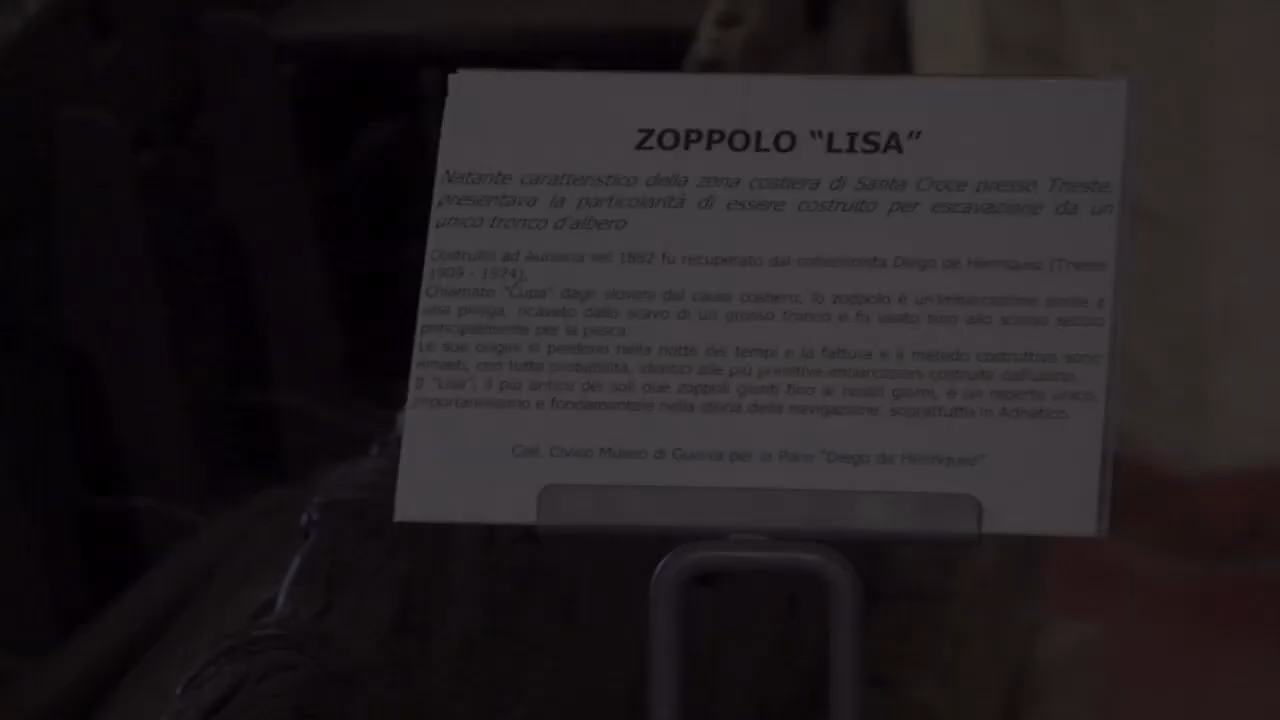 ZOPPOLO “LISA”
Natante caratteristico della zona costiera di Santa Croce presso Trieste,
presentava la particolarità di essere costruito per escavazione da un
unico tronco d'albero
Costruito ad Aurisina nel 1882 fu recuperato dal collezionista Diego de Henriquez (Trieste
1909 - 1974).
Chiamato "Čupa" dagli sloveni del costiero, lo zoppolo è un'imbarcazione simile a
una piroga, ricavato dallo scavo di un grosso tronco e fu usato fino allo scorso secolo
principalmente per la pesca.
Le sue origini si perdono nella notte dei tempi e la fattura e il metodo costruttivo sono
rimasti, con tutta probabilità, identici alle più primitive imbarcazioni costruite dall'uomo.
Il "Lisa", il più antico dei soli due zoppoli giunti fino ai nostri giorni, è un reperto unico,
importantissimo e fondamentale nella storia della navigazione, soprattutto in Adriatico.
Civico Museo di Guerra per la Pace "Diego de Henriquez"